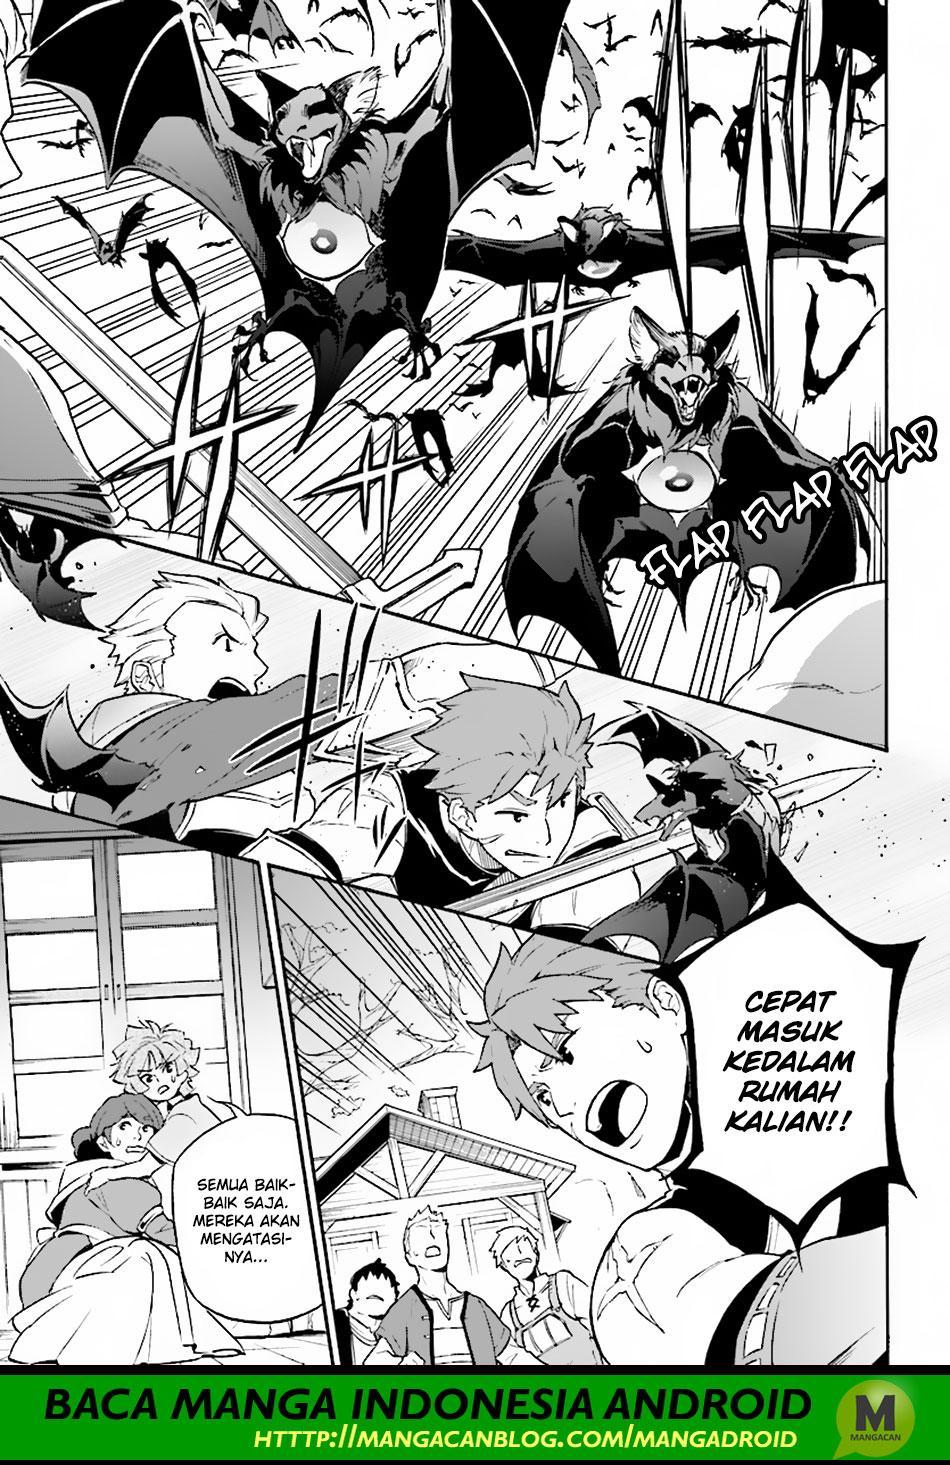 FLAP FLAP FLAP
CEPAT
MASUK
KEDALAM
RUMAH
KALIAN!!
SEMUA BAIK-
BAIK SAJA.
MEREKA AKAN
MENGATASI-
NYA...
BACA MANGA INDONESIA ANDROID
HTTTP://MANGACANBLOG.COM/MANGADROID
M
MANGACAN